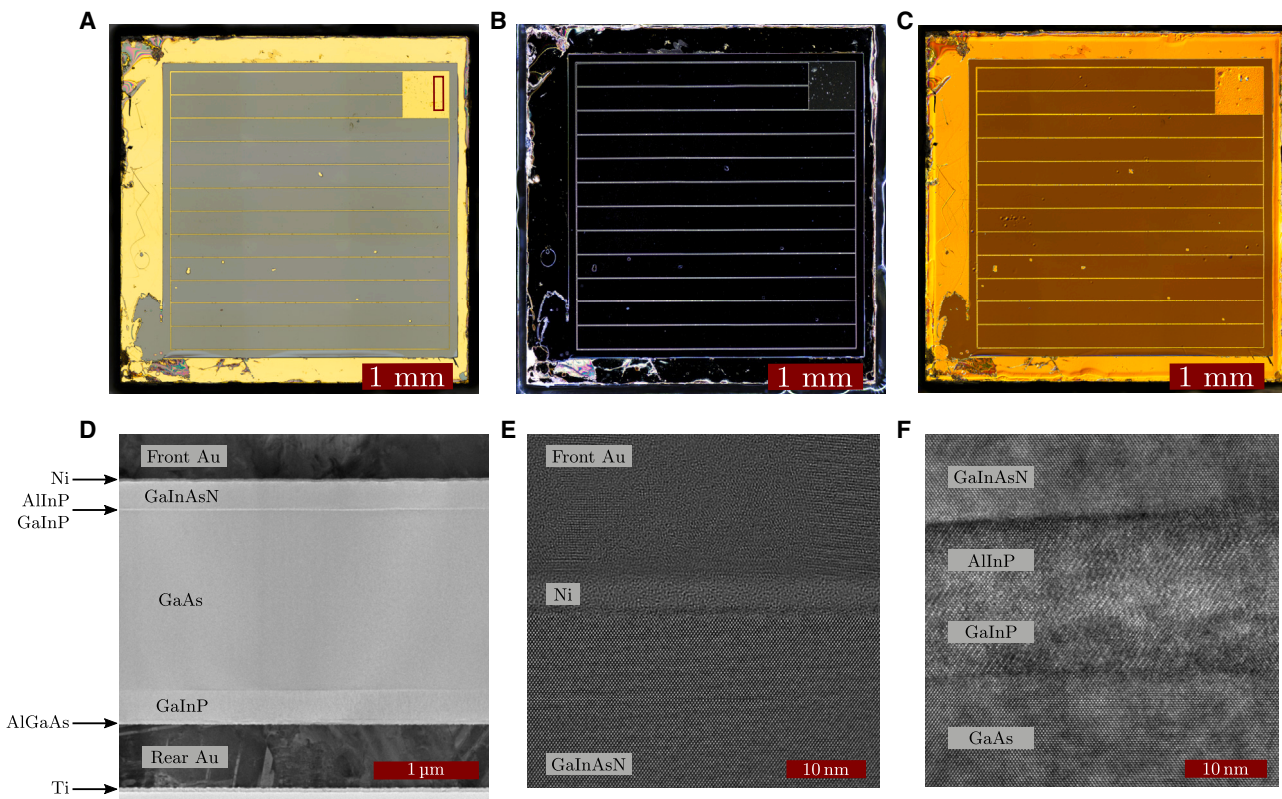 A
B
C
1 mm
1 mm
1 mm
D
E
F
Front Au
Ni
GaInAsN
AlInP
GaInP
GaAs
GaInP
AlGaAs
Rear Au
1 μm
Ti
Front Au
Ni
GaInAsN
10 nm
GaInAsN
AlInP
GaInP
GaAs
10 nm